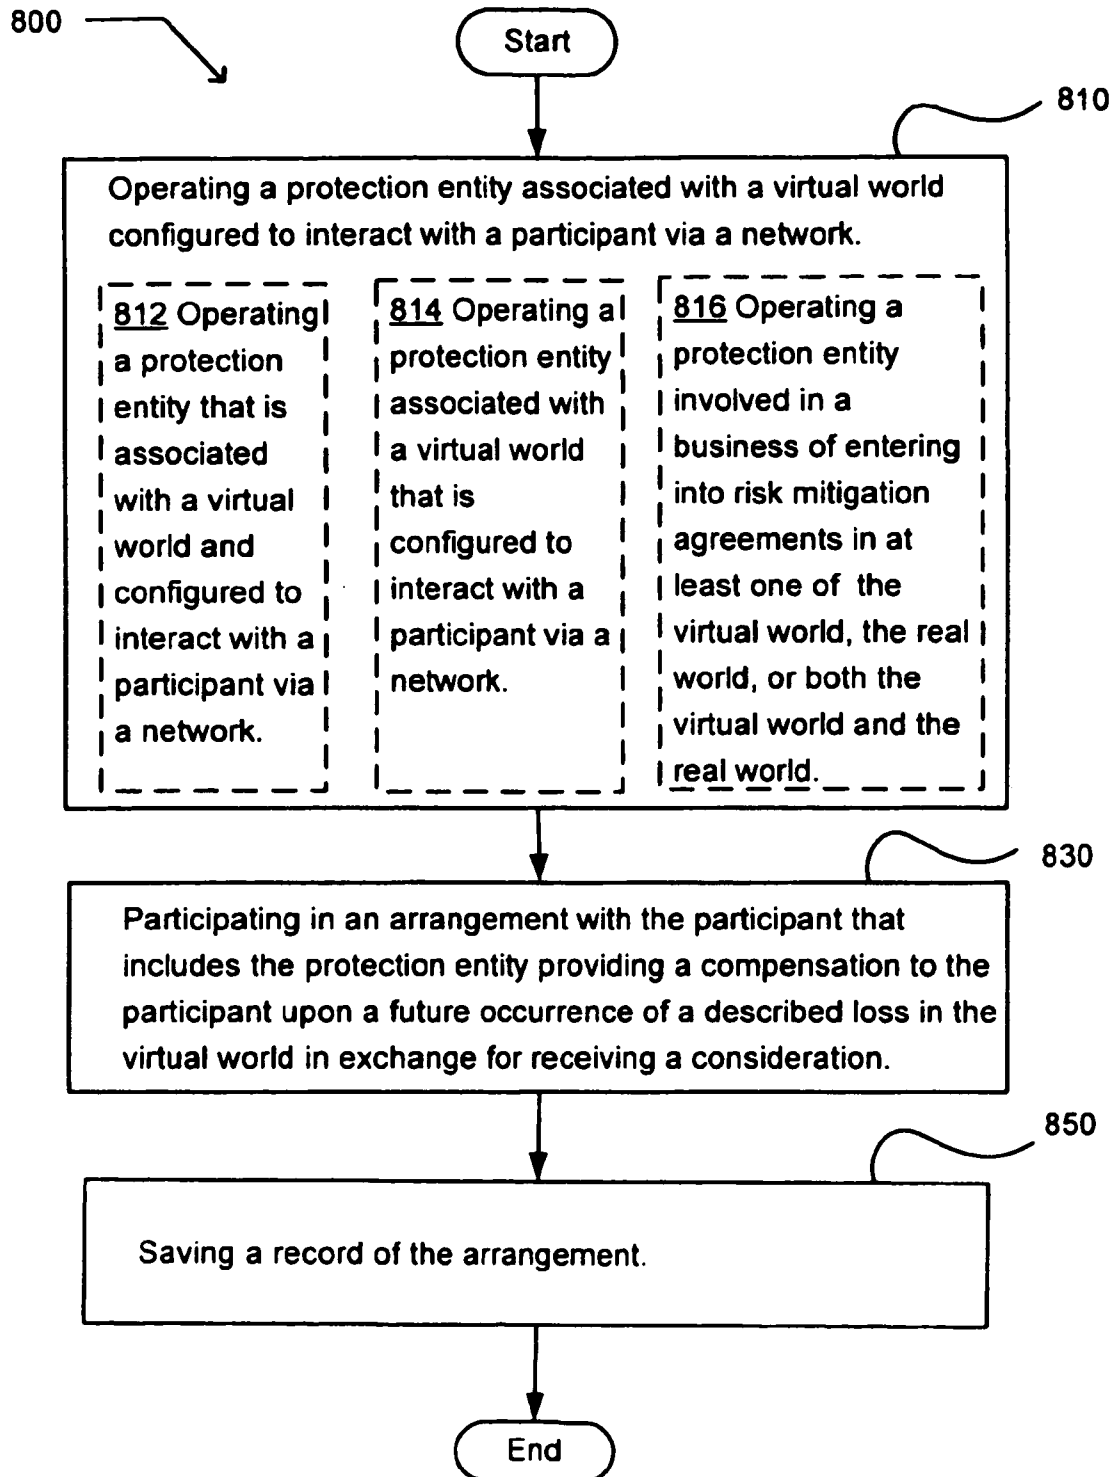 800
Start
810
Operating a protection entity associated with a virtual world
configured to interact with a participant via a network.
812 Operating
a protection
entity that is
associated
with a virtual
world and
configured to
interact with a
participant via
a network.
814 Operating a
protection entity
associated with
a virtual world
that is
configured to
interact with a
participant via a
network.
816 Operating a
protection entity
involved in a
business of entering
into risk mitigation
agreements in at
least one of the
virtual world, the real
world, or both the
virtual world and the
real world.
830
Participating in an arrangement with the participant that
includes the protection entity providing a compensation to the
participant upon a future occurrence of a described loss in the
virtual world in exchange for receiving a consideration.
850
Saving a record of the arrangement.
End